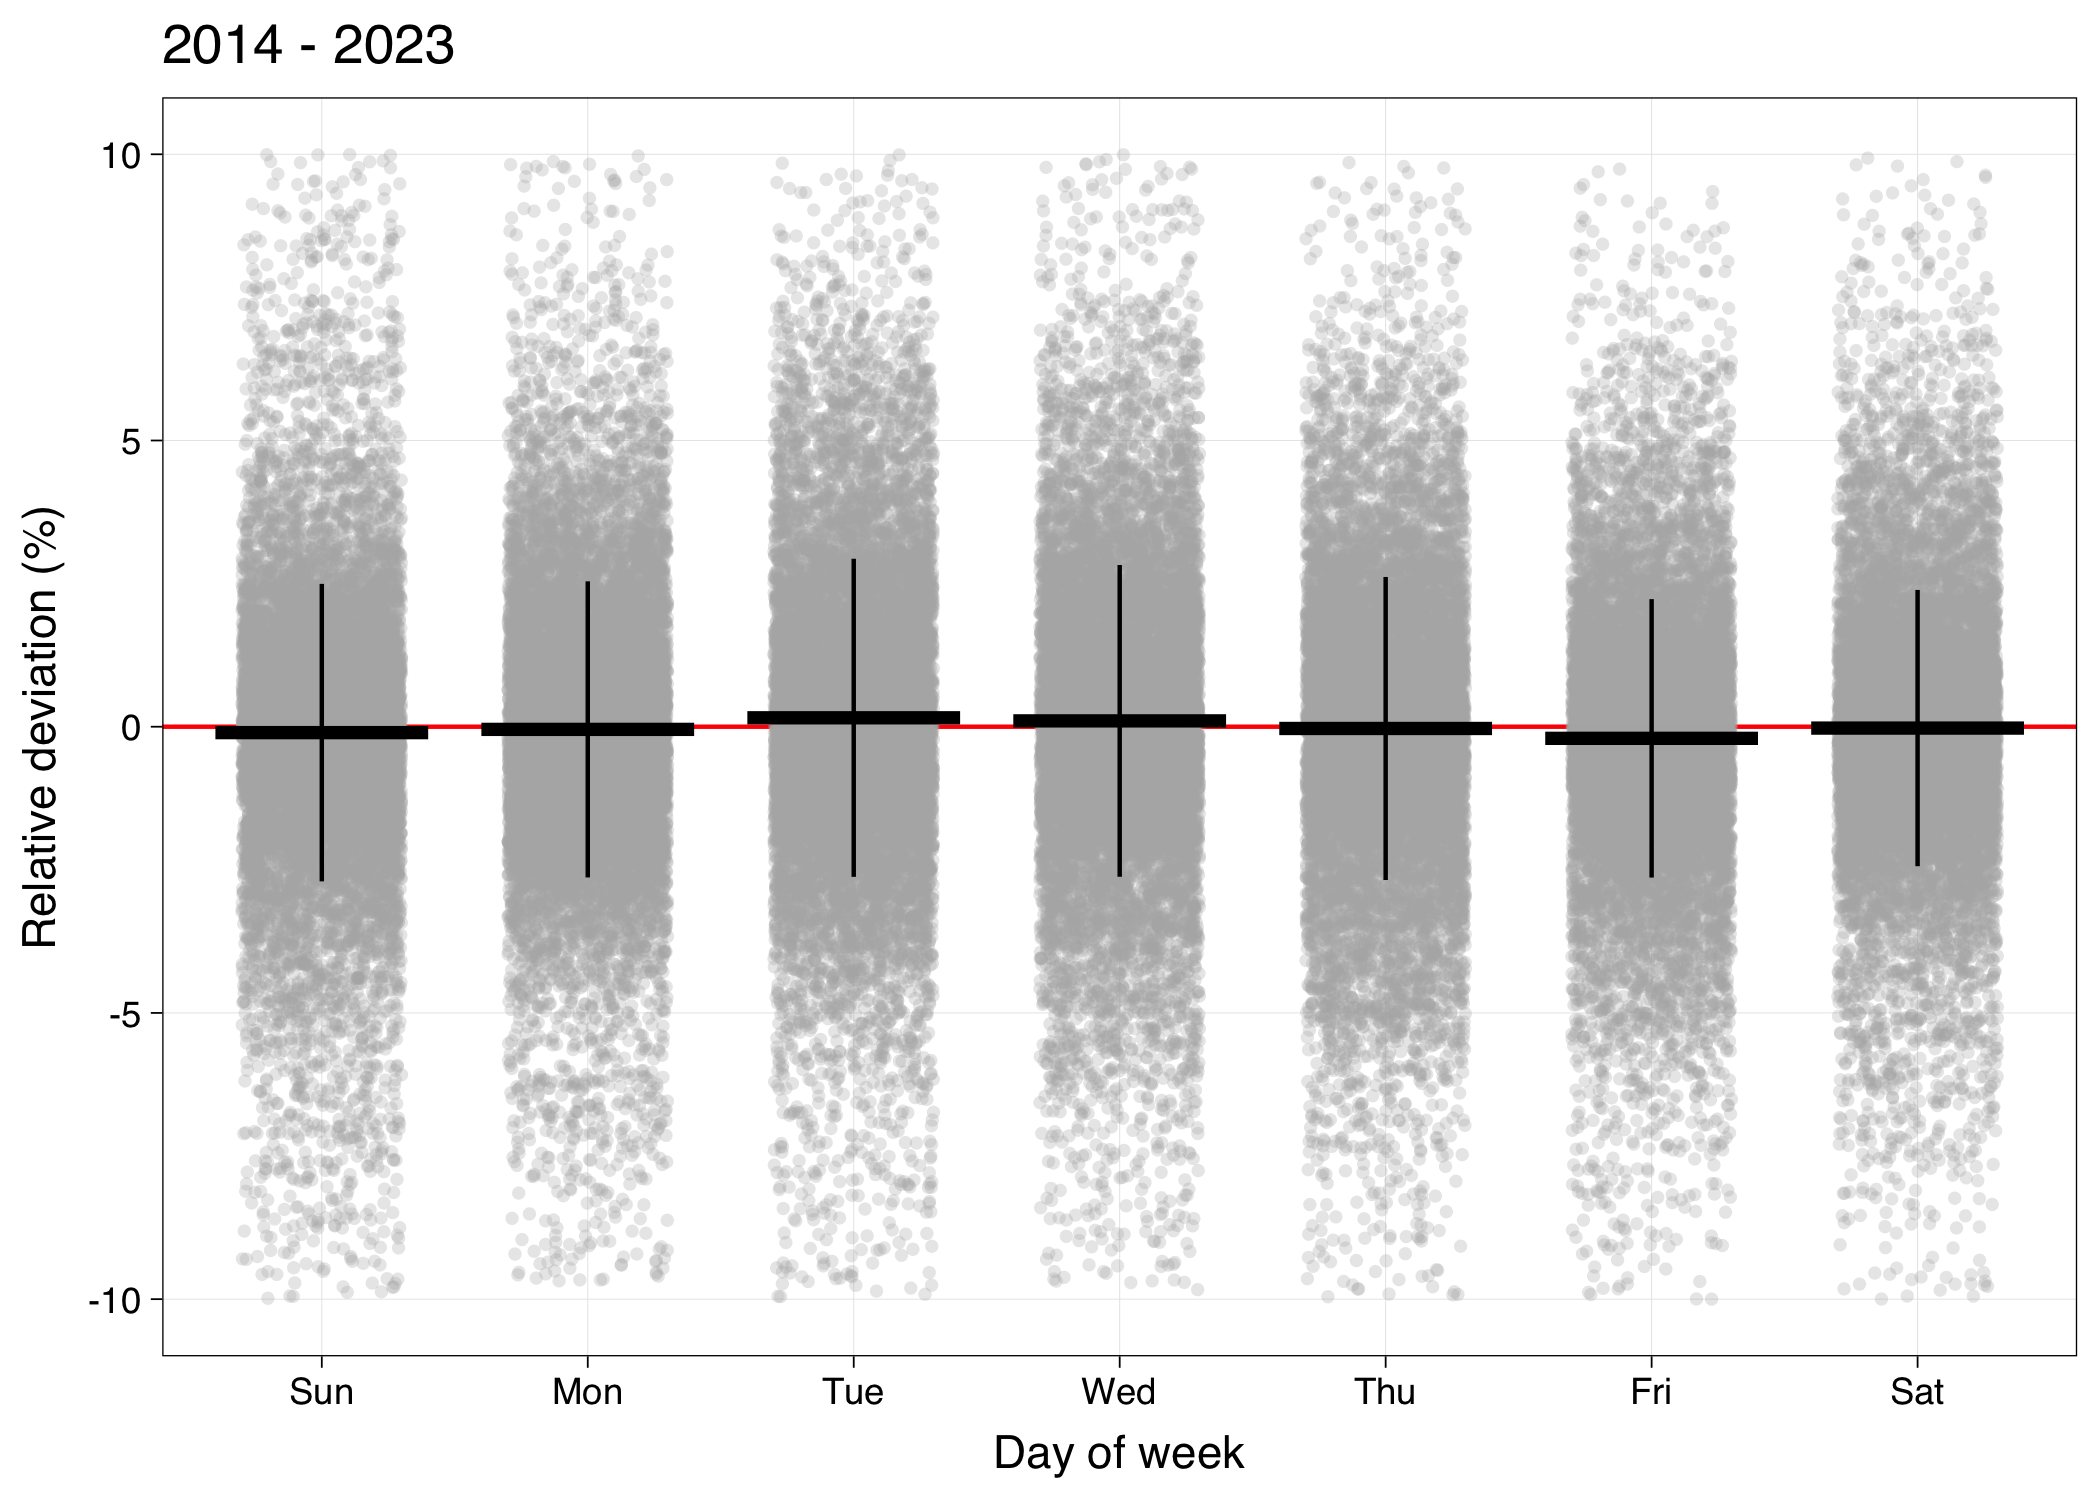 2014 - 2023
Relative deviation (%)
10
5
0
-5
-10
Sun Mon Tue Wed Thu Fri Sat
Day of week